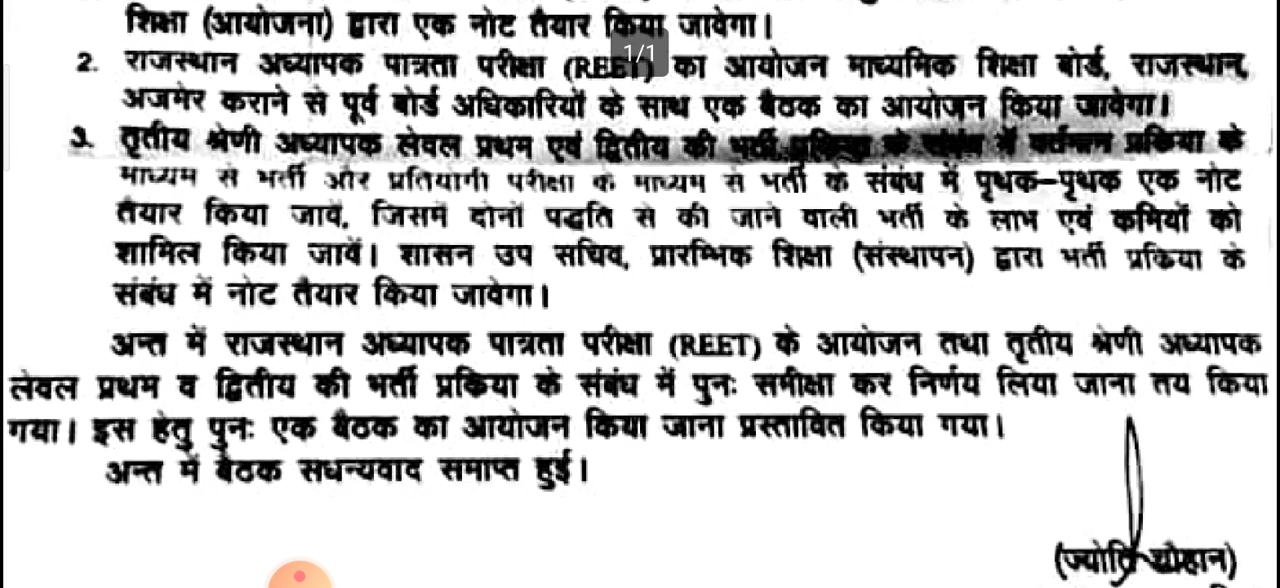 शिक्षा (आयोजना) द्वारा एक नोट तैयार किया जावेगा।
1/1
2. राजस्थान अध्यापक पात्रता परीक्षा (REET) का आयोजन माध्यमिक शिक्षा बोर्ड, राजस्थान,
अजमेर कराने से पूर्व बोर्ड अधिकारियों के साथ एक बैठक का आयोजन किया जावेगा।
3. तृतीय श्रेणी अध्यापक लेवल प्रथम एवं द्वितीय की भर्ती प्रकिया के संबंध में वर्तमान प्रकिया के
माध्यम से भर्ती और प्रतियोगी परीक्षा के माध्यम से भर्ती के संबंध में पृथक-पृथक एक नोट
तैयार किया जावें, जिसमें दोनों पद्धति से की जाने वाली भर्ती के लाभ एवं कमियों को
शामिल किया जावें। शासन उप सचिव, प्रारम्भिक शिक्षा (संस्थापन) द्वारा भर्ती प्रकिया के
संबंध में नोट तैयार किया जावेगा।
अन्त में राजस्थान अध्यापक पात्रता परीक्षा (REET) के आयोजन तथा तृतीय श्रेणी अध्यापक
लेवल प्रथम व द्वितीय की भर्ती प्रकिया के संबंध में पुनः समीक्षा कर निर्णय लिया जाना तय किया
गया। इस हेतु पुनः एक बैठक का आयोजन किया जाना प्रस्तावित किया गया।
अन्त में बैठक सधन्यवाद समाप्त हुई।
(ज्योति चौहान)